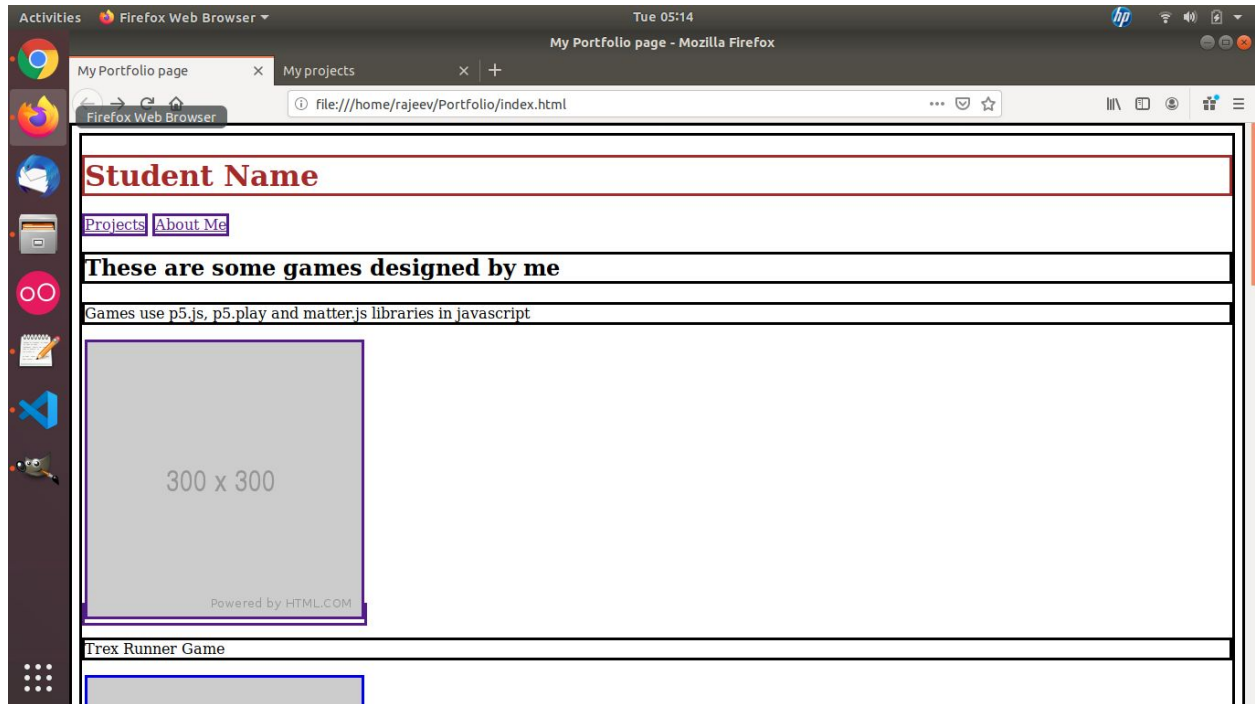 Activities Firefox Web Browser Tue 05:14 hp
My Portfolio page - Mozilla Firefox
My Portfolio page × My projects × +
file:///home/rajeev/Portfolio/index.html
Firefox Web Browser
Student Name
Projects About Me
These are some games designed by me
Games use p5.js, p5.play and matter.js libraries in javascript
300 x 300
Powered by HTML.COM
Trex Runner Game